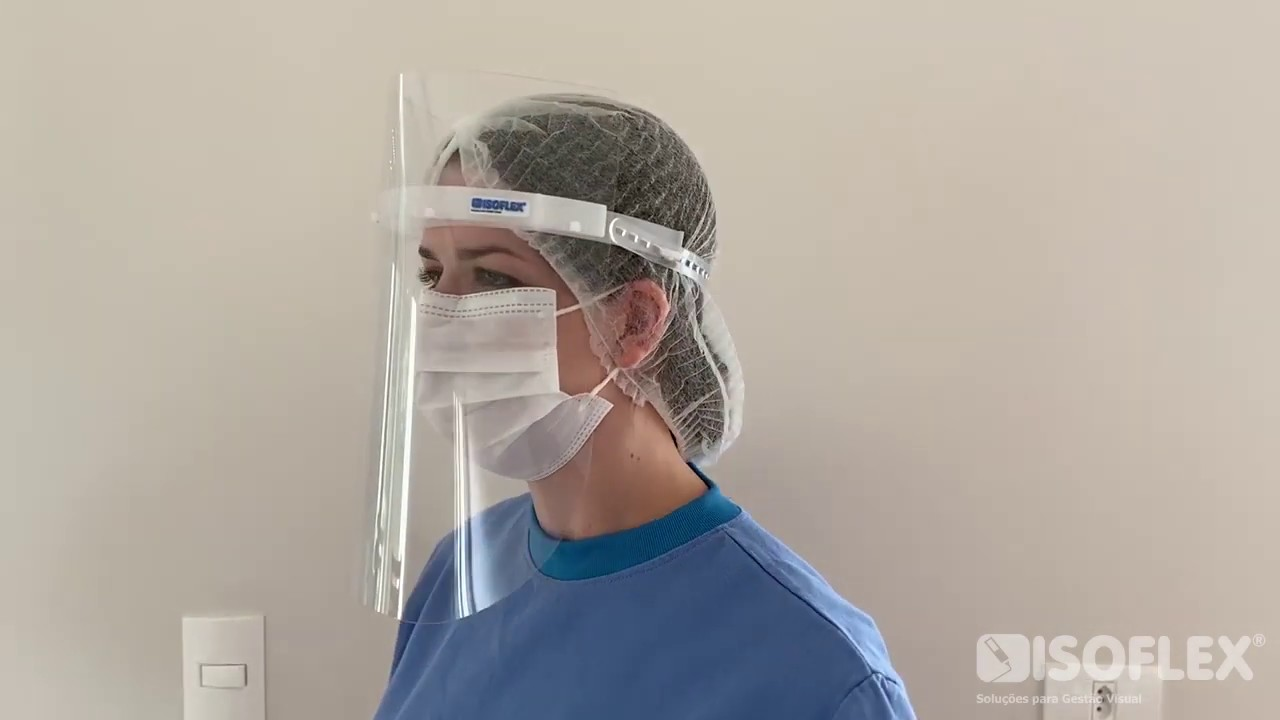 ISOFLEX
ISOFLEX®
Soluções para Gestão Visual